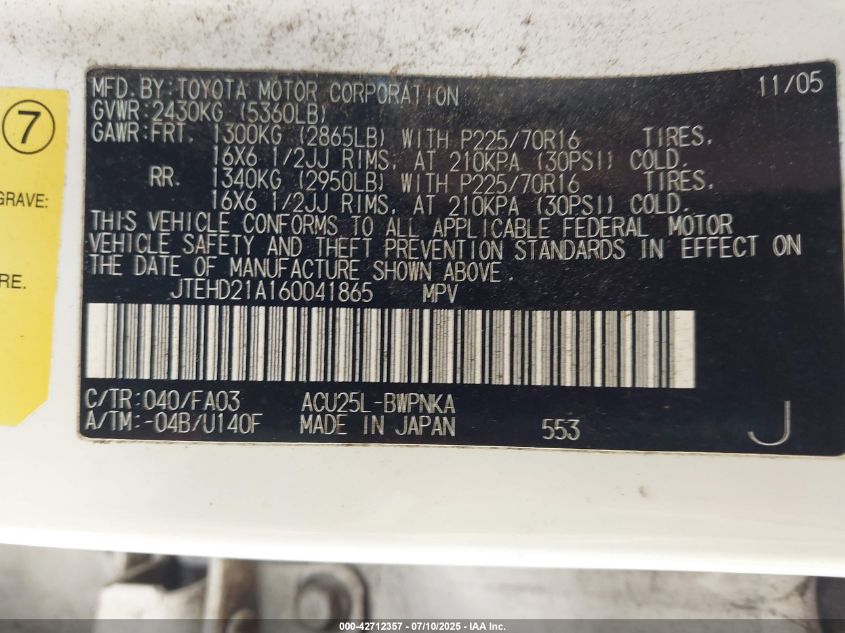 MFD.BY:TOYOTA MOTOR CORPORATION 11/05
GVWR:2430KG (5360LB)
GAWR:FRT. 1300KG (2865LB) WITH P225/70R16 TIRES,
16X6 1/2JJ RIMS, AT 210KPA (30PSI) COLD.
RR. 1340KG (2950LB) WITH P225/70R16 TIRES,
16X6 1/2JJ RIMS, AT 210KPA (30PSI) COLD.
THIS VEHICLE CONFORMS TO ALL APPLICABLE FEDERAL MOTOR
VEHICLE SAFETY AND THEFT PREVENTION STANDARDS IN EFFECT ON
THE DATE OF MANUFACTURE SHOWN ABOVE.
JTEHD21A160041865 MPV
C/TR:040/FA03 ACU25L-BWPNKA
A/TM:-04B/U140F MADE IN JAPAN 553 J
7
GRAVE:
RE.
000-42712357 - 07/10/2025 - IAA Inc.